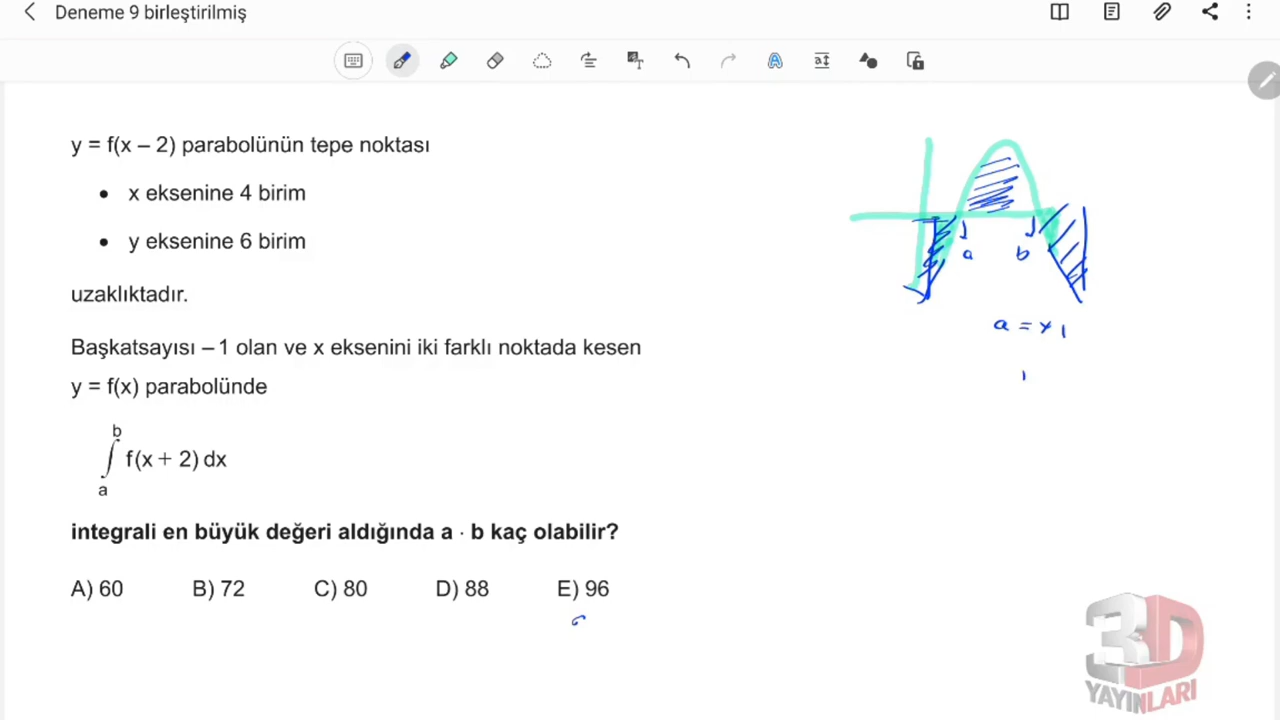 Deneme 9 birleştirilmiş
y = f(x – 2) parabolünün tepe noktası
• x eksenine 4 birim
• y eksenine 6 birim
uzaklıktadır.
Başkatsayısı – 1 olan ve x eksenini iki farklı noktada kesen
y = f(x) parabolünde
b
∫ f(x + 2) dx
a
integrali en büyük değeri aldığında a · b kaç olabilir?
A) 60 B) 72 C) 80 D) 88 E) 96
a b
a = x₁
3D
YAYINLARI